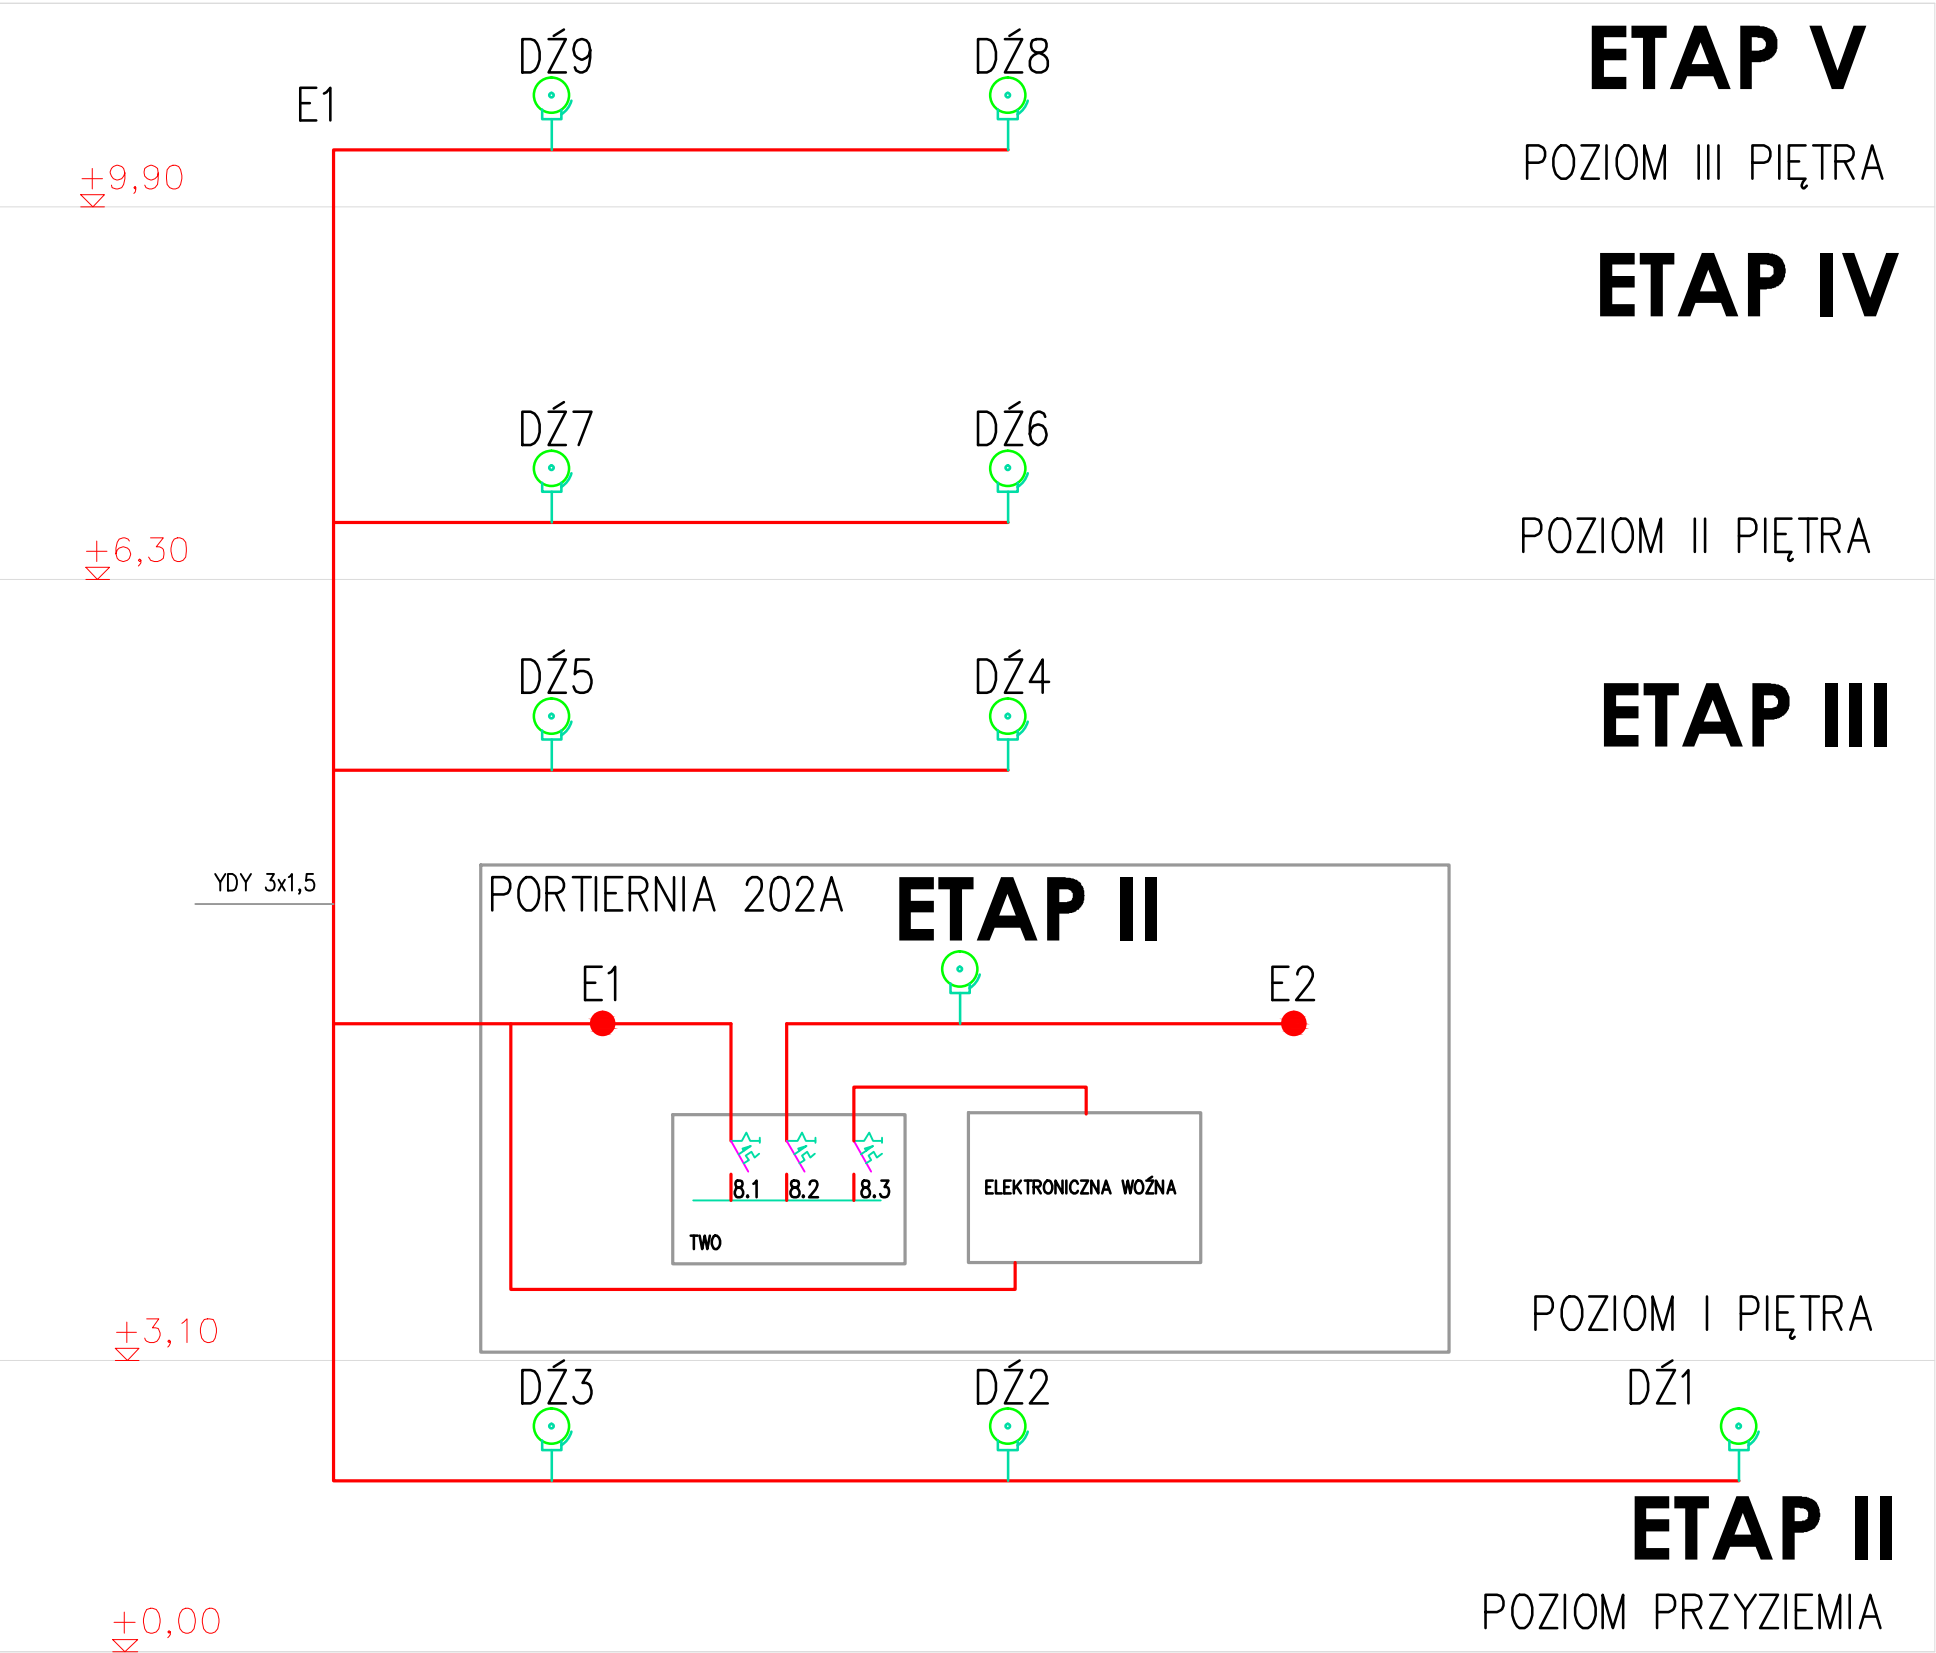 DŹ9
DŹ8
ETAP V
E1
POZIOM III PIĘTRA
+9,90
ETAP IV
DŹ7
DŹ6
POZIOM II PIĘTRA
+6,30
DŹ5
DŹ4
ETAP III
YDY 3x1,5
PORTIERNIA 202A
ETAP II
E1
E2
8.1
8.2
8.3
ELEKTRONICZNA WOŹNA
TWO
POZIOM I PIĘTRA
+3,10
DŹ3
DŹ2
DŹ1
ETAP II
POZIOM PRZYZIEMIA
+0,00